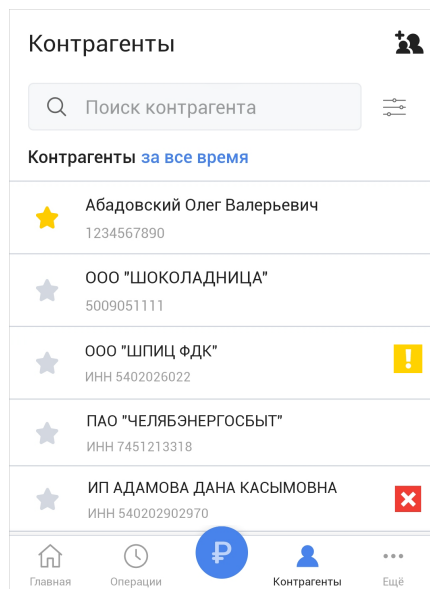 Контрагенты
Поиск контрагента
Контрагенты за все время
Абадовский Олег Валерьевич
1234567890
ООО "ШОКОЛАДНИЦА"
5009051111
ООО "ШПИЦ ФДК"
ИНН 5402026022
ПАО "ЧЕЛЯБЭНЕРГОСБЫТ"
ИНН 7451213318
ИП АДАМОВА ДАНА КАСЫМОВНА
ИНН 540202902970
₽
Главная Операции Контрагенты Ещё